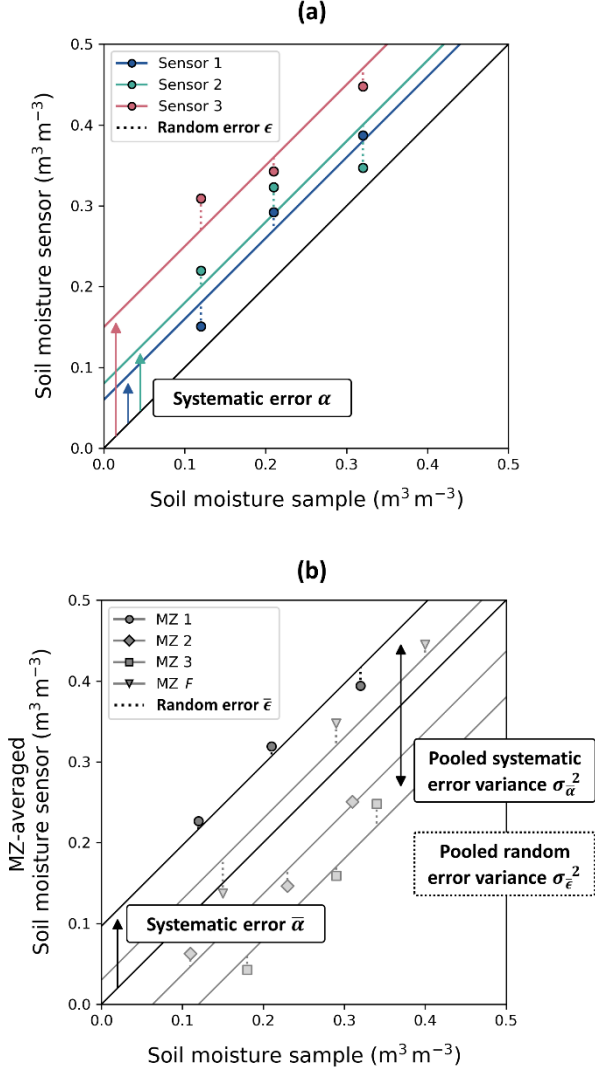 (a)
0.5
0.4
0.3
0.2
0.1
0.0
Soil moisture sensor (m³ m⁻³)
Sensor 1
Sensor 2
Sensor 3
Random error ϵ
Systematic error α
0.0 0.1 0.2 0.3 0.4 0.5
Soil moisture sample (m³ m⁻³)
(b)
0.5
0.4
0.3
0.2
0.1
0.0
MZ-averaged
Soil moisture sensor (m³ m⁻³)
MZ 1
MZ 2
MZ 3
MZ F
Random error ϵ̅
Pooled systematic
error variance σ_α̅²
Pooled random
error variance σ_ϵ̅²
Systematic error α̅
0.0 0.1 0.2 0.3 0.4 0.5
Soil moisture sample (m³ m⁻³)